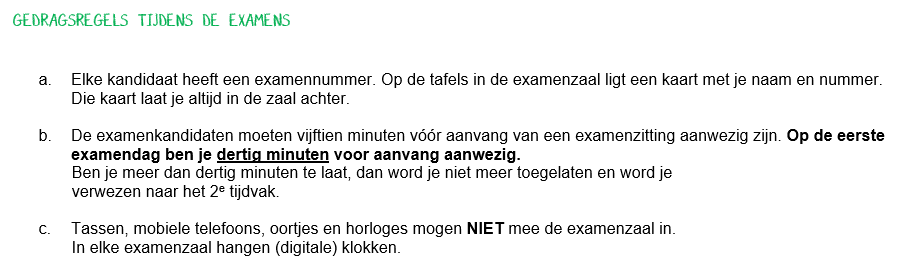 GEDRAGSREGELS TIJDENS DE EXAMENS
a. Elke kandidaat heeft een examennummer. Op de tafels in de examenzaal ligt een kaart met je naam en nummer.
Die kaart laat je altijd in de zaal achter.
b. De examenkandidaten moeten vijftien minuten vóór aanvang van een examenzitting aanwezig zijn. Op de eerste
examendag ben je dertig minuten voor aanvang aanwezig.
Ben je meer dan dertig minuten te laat, dan word je niet meer toegelaten en word je
verwezen naar het 2e tijdvak.
c. Tassen, mobiele telefoons, oortjes en horloges mogen NIET mee de examenzaal in.
In elke examenzaal hangen (digitale) klokken.